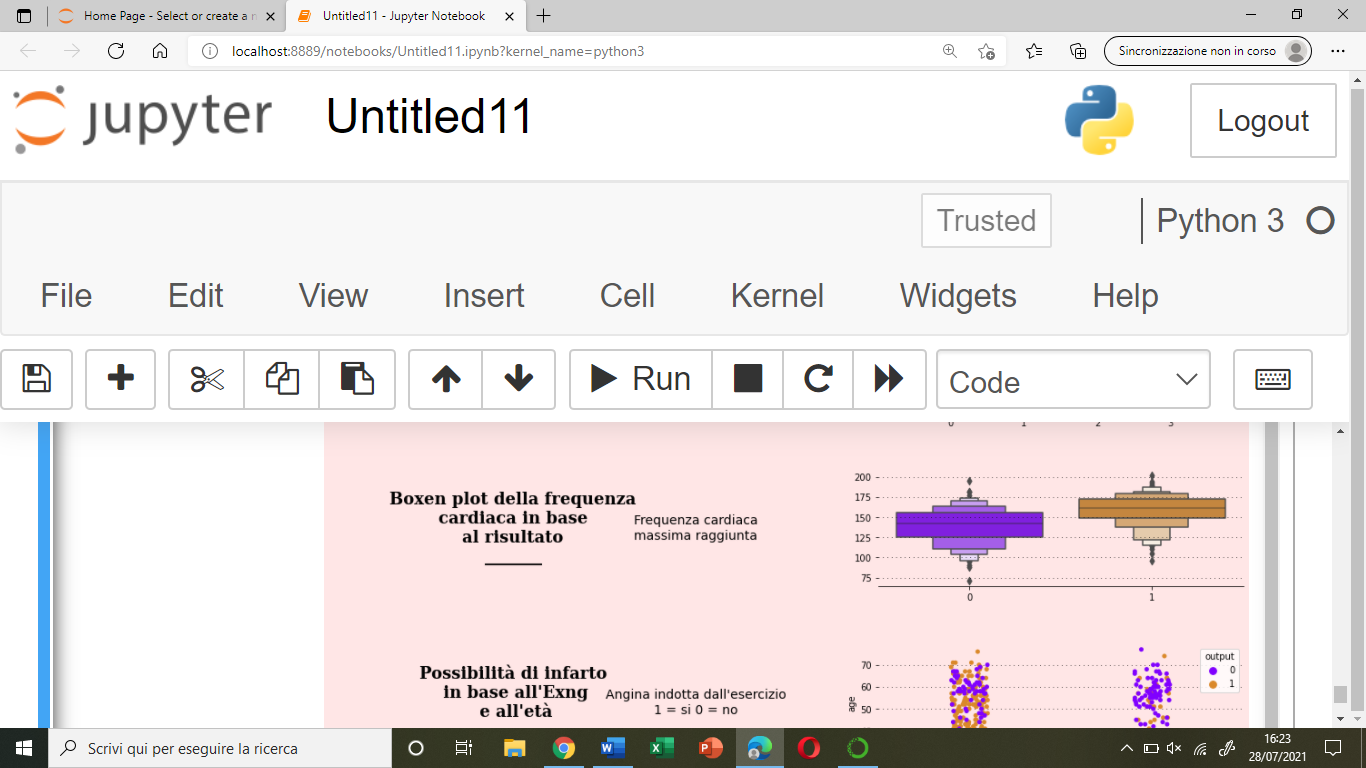 Home Page - Select or create a n
Untitled11 - Jupyter Notebook
localhost:8889/notebooks/Untitled11.ipynb?kernel_name=python3
Sincronizzazione non in corso
jupyter Untitled11
Logout
Trusted
Python 3
File Edit View Insert Cell Kernel Widgets Help
Run
Code
0 1 2 3
Boxen plot della frequenza
cardiaca in base
al risultato
Frequenza cardiaca
massima raggiunta
200
175
150
125
100
75
0 1
Possibilità di infarto
in base all'Exng
e all'età
Angina indotta dall'esercizio
1 = si 0 = no
age
70
60
50
output
0
1
Scrivi qui per eseguire la ricerca
16:23
28/07/2021